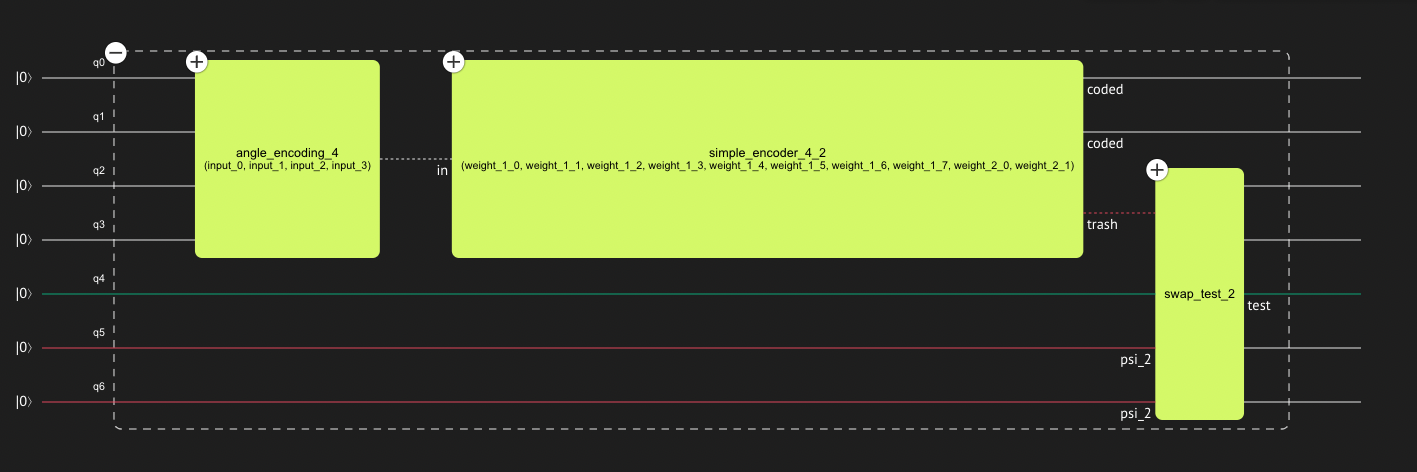 q0
|0⟩
coded
q1
|0⟩
coded
angle_encoding_4
(input_0, input_1, input_2, input_3)
in
simple_encoder_4_2
(weight_1_0, weight_1_1, weight_1_2, weight_1_3, weight_1_4, weight_1_5, weight_1_6, weight_1_7, weight_2_0, weight_2_1)
q2
|0⟩
q3
|0⟩
trash
q4
|0⟩
swap_test_2
test
q5
|0⟩
psi_2
q6
|0⟩
psi_2